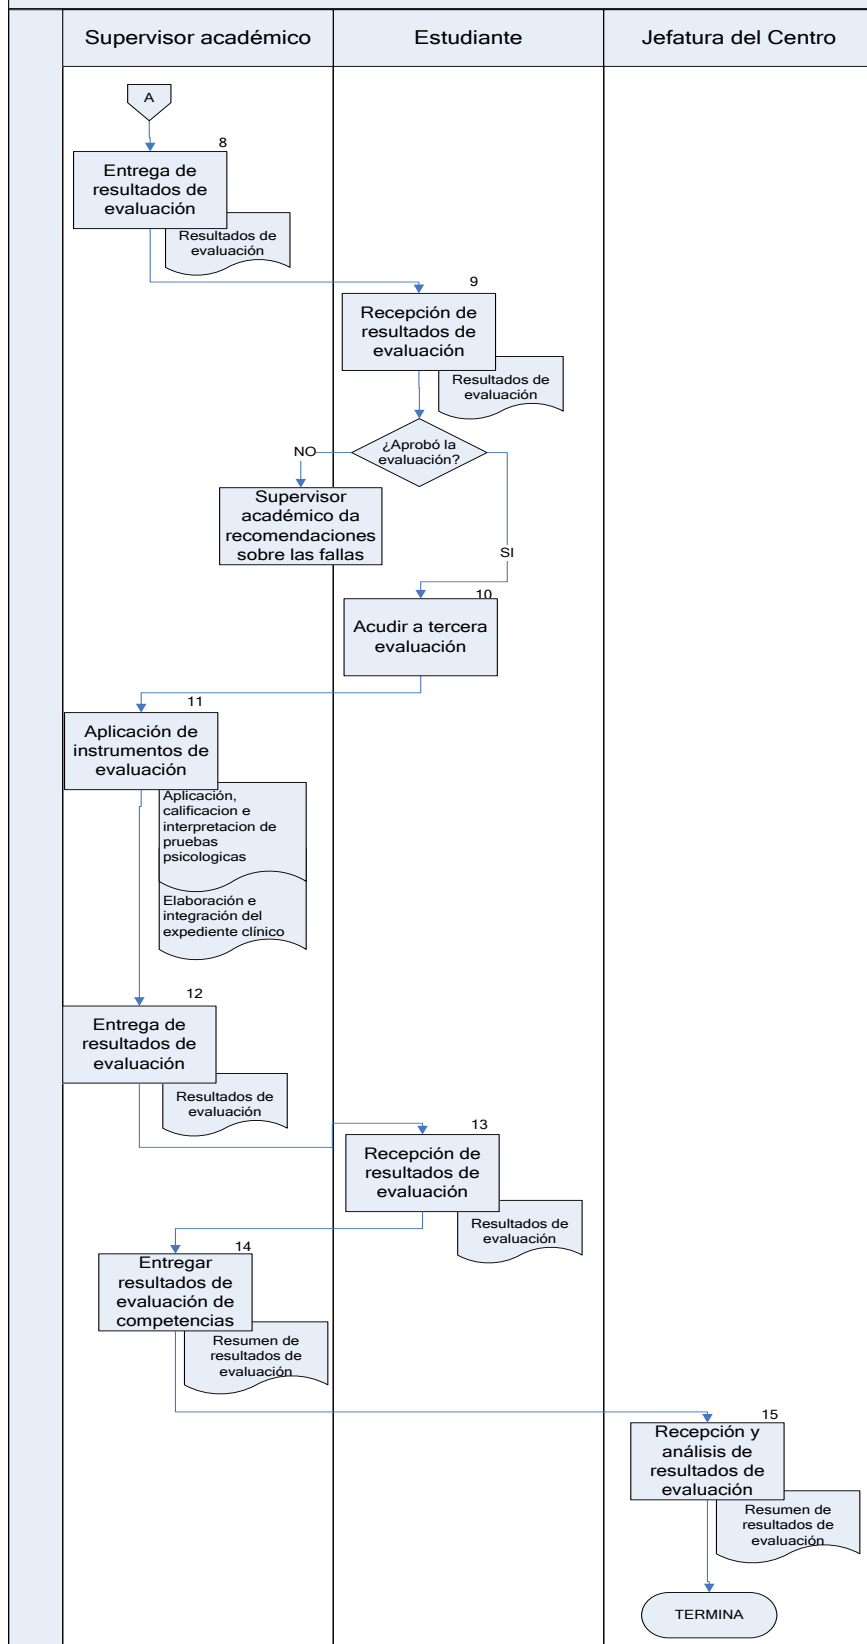 Supervisor académico
Estudiante
Jefatura del Centro
A
8
Entrega de
resultados de
evaluación
Resultados de
evaluación
9
Recepción de
resultados de
evaluación
Resultados de
evaluación
¿Aprobó la
evaluación?
NO
Supervisor
académico da
recomendaciones
sobre las fallas
SI
10
Acudir a tercera
evaluación
11
Aplicación de
instrumentos de
evaluación
Aplicación,
calificacion e
interpretacion de
pruebas
psicologicas
Elaboración e
integración del
expediente clínico
12
Entrega de
resultados de
evaluación
Resultados de
evaluación
13
Recepción de
resultados de
evaluación
Resultados de
evaluación
14
Entregar
resultados de
evaluación de
competencias
Resumen de
resultados de
evaluación
15
Recepción y
análisis de
resultados de
evaluación
Resumen de
resultados de
evaluación
TERMINA